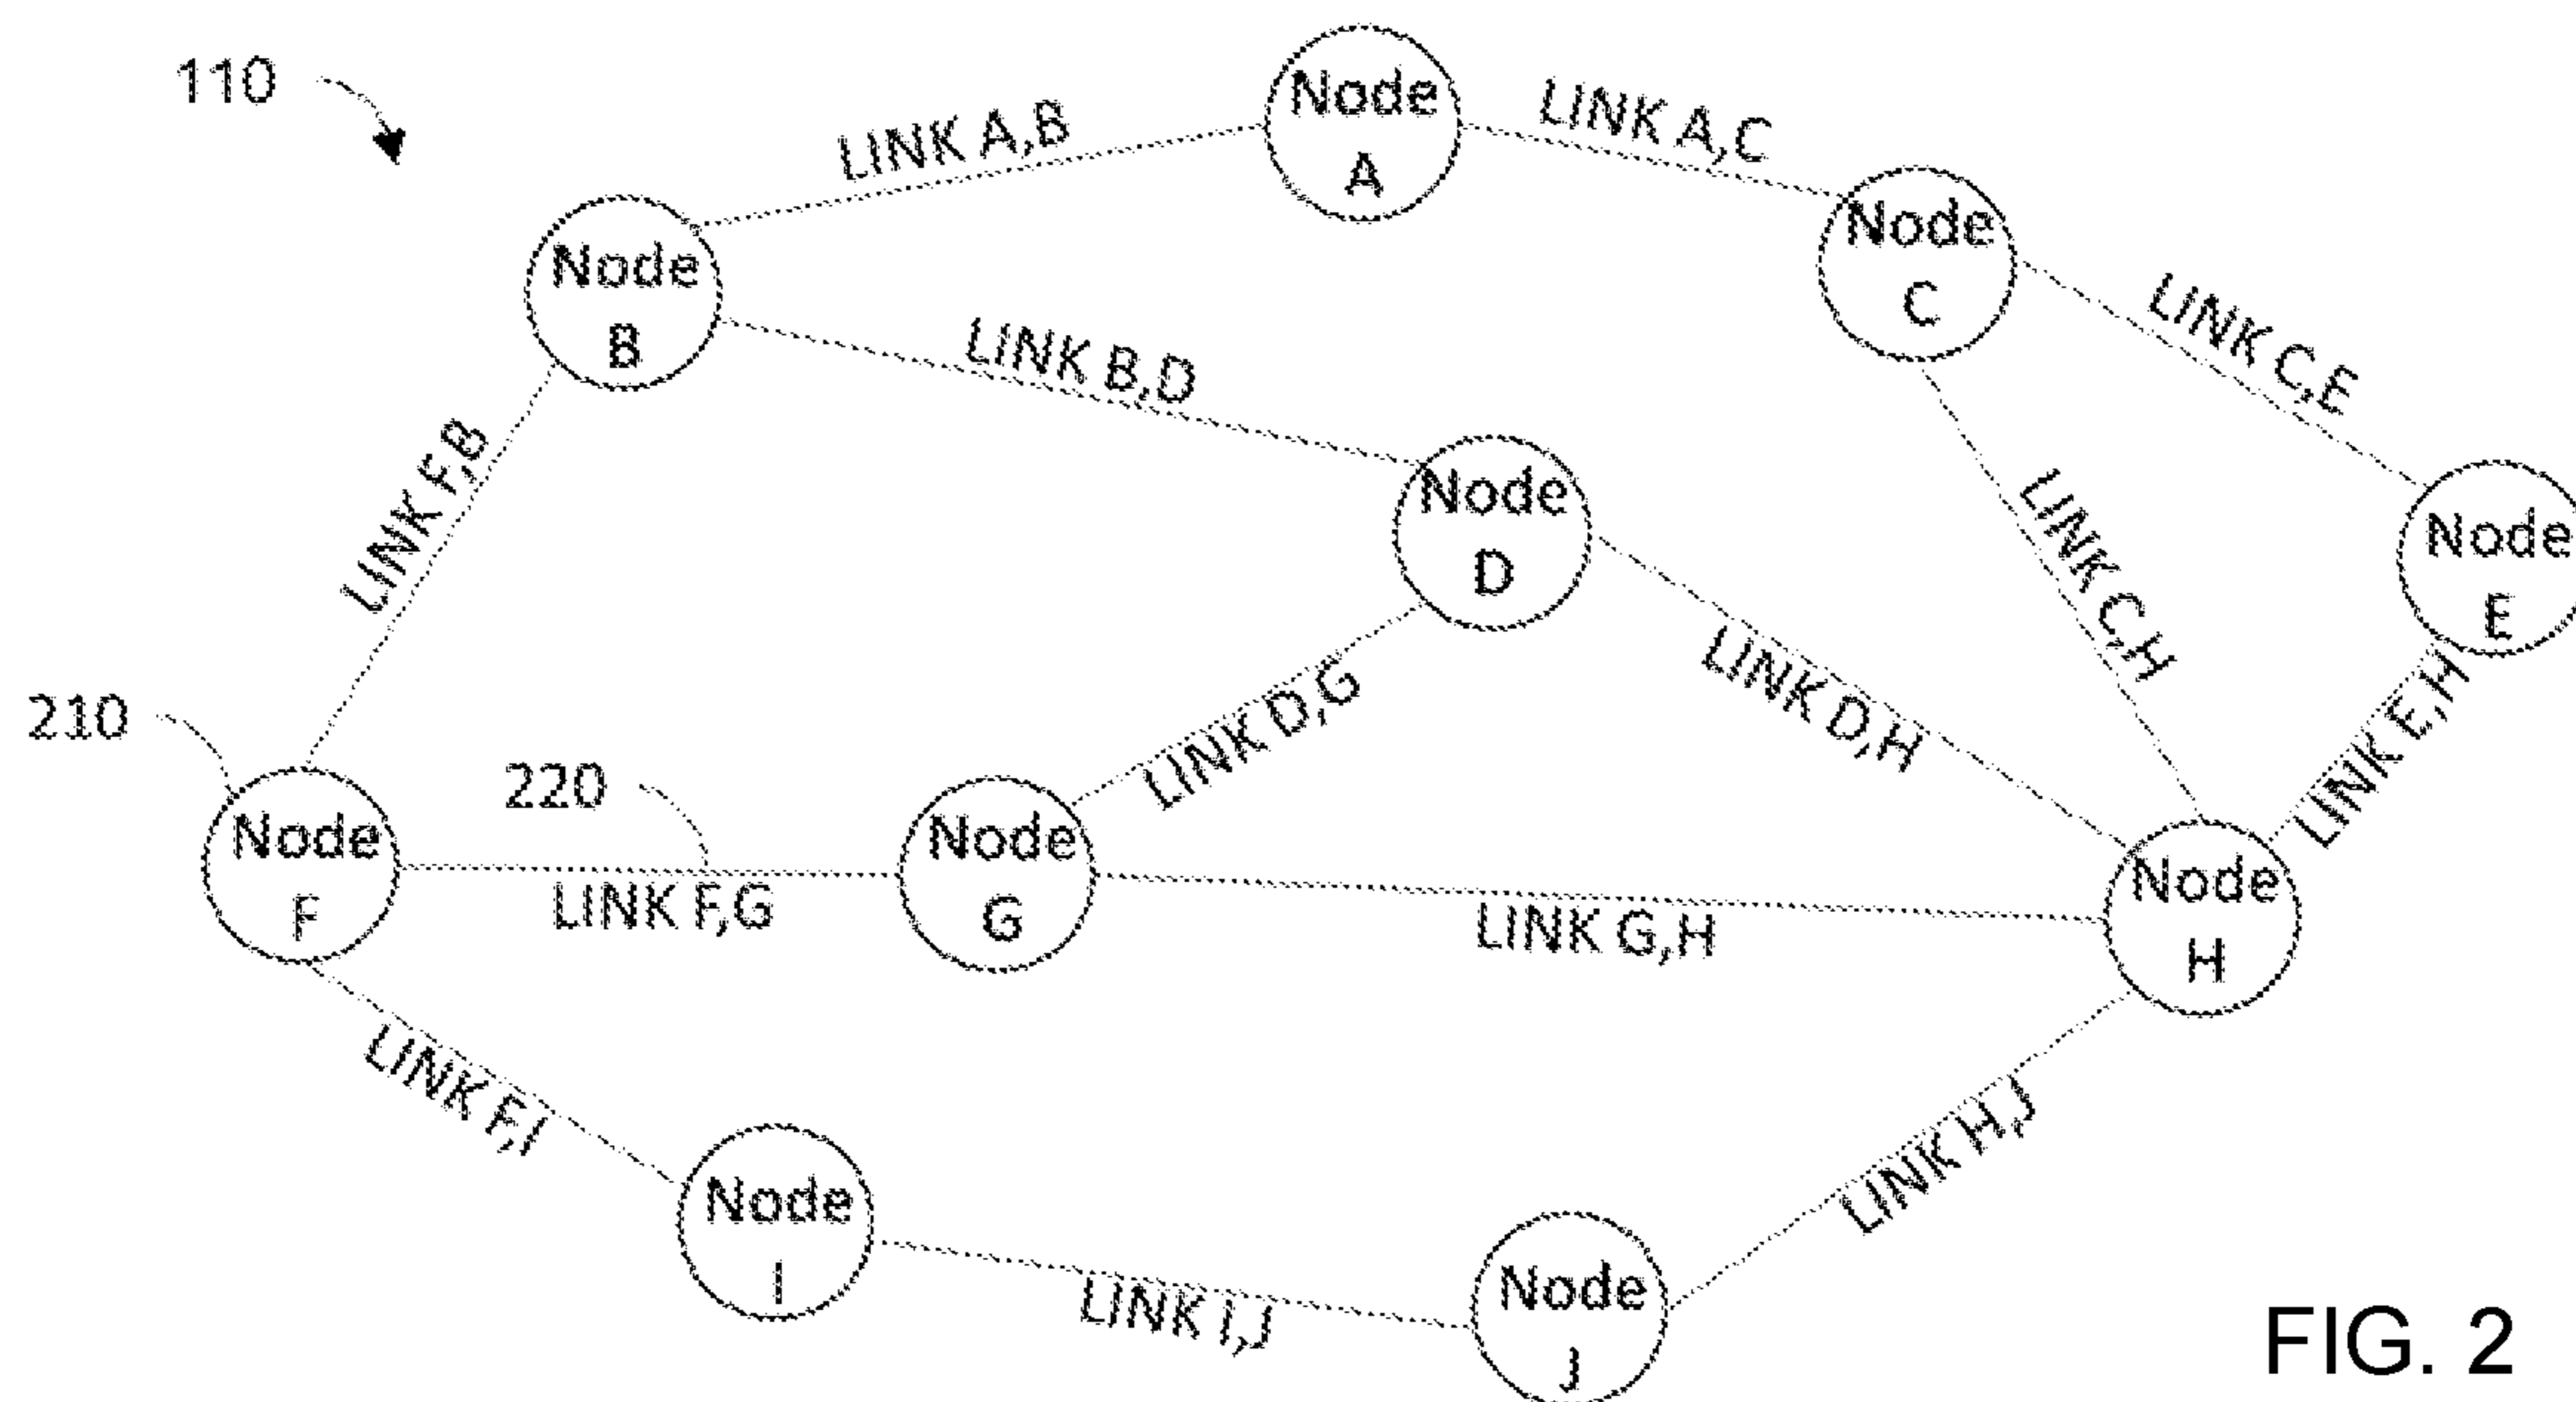 110
LINK A,B
Node
A
LINK A,C
Node
B
Node
C
LINK B,D
LINK C,E
LINK F,B
Node
D
LINK C,H
Node
E
210
220
LINK D,G
LINK D,H
LINK E,H
Node
F
LINK F,G
Node
G
LINK G,H
Node
H
LINK F,I
Node
I
LINK I,J
Node
J
LINK H,J
FIG. 2